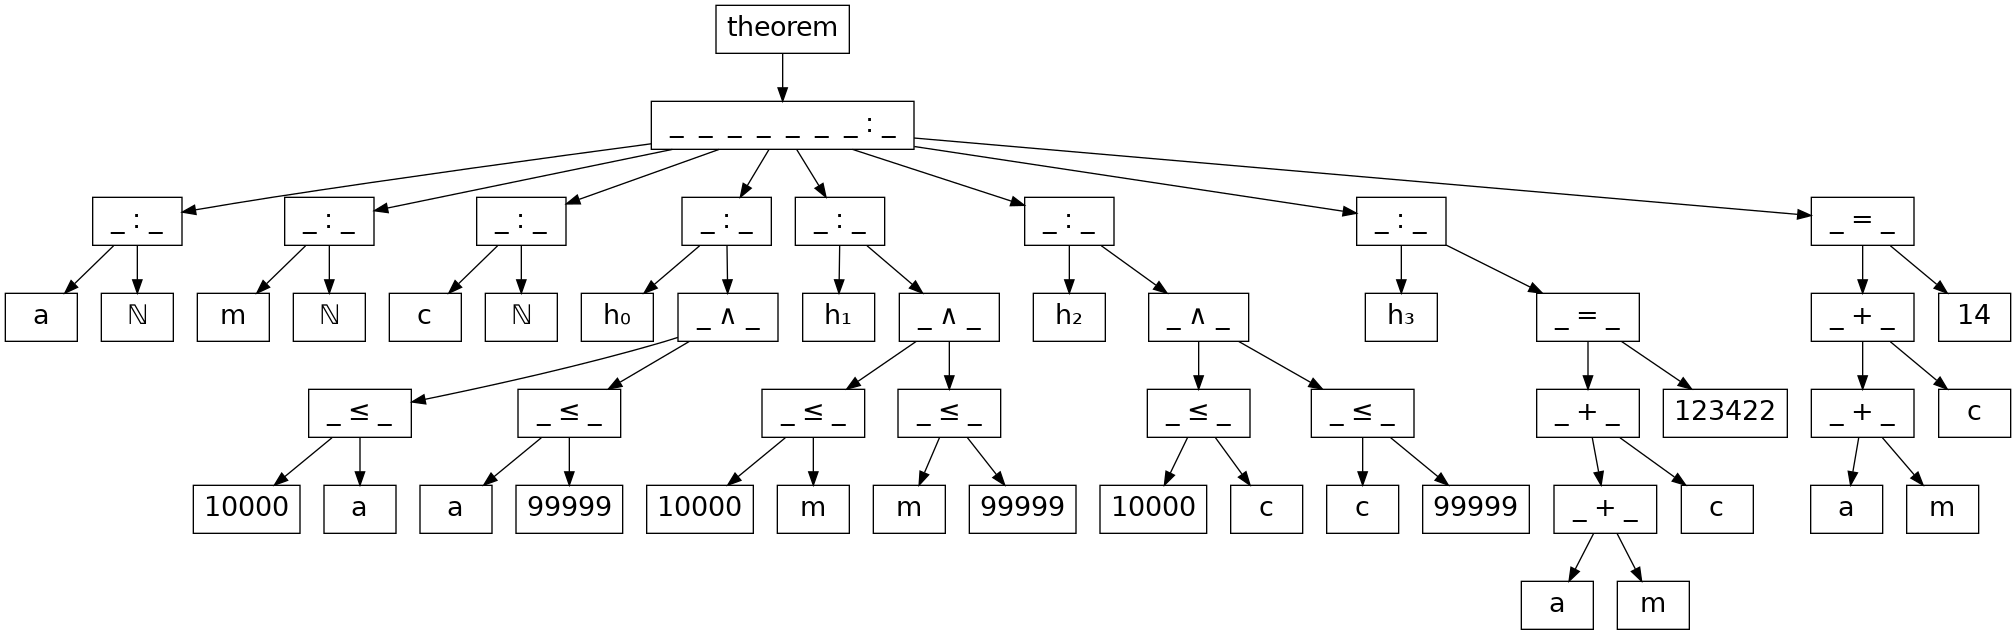 theorem
_ _ _ _ _ _ _ : _
_ : _ _ : _ _ : _ _ : _ _ : _ _ : _ _ : _ _ = _
a ℕ m ℕ c ℕ h₀ _ ∧ _ h₁ _ ∧ _ h₂ _ ∧ _ h₃ _ = _ _ + _ 14
_ ≤ _ _ ≤ _ _ ≤ _ _ ≤ _ _ ≤ _ _ ≤ _ _ + _ 123422 _ + _ c
10000 a a 99999 10000 m m 99999 10000 c c 99999 _ + _ c a m
a m